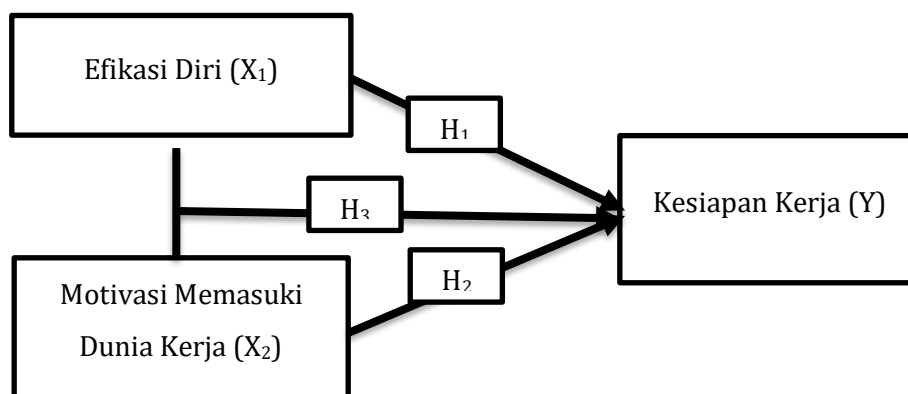 Efikasi Diri (X₁)
H₁
Kesiapan Kerja (Y)
H₃
Motivasi Memasuki
Dunia Kerja (X₂)
H₂